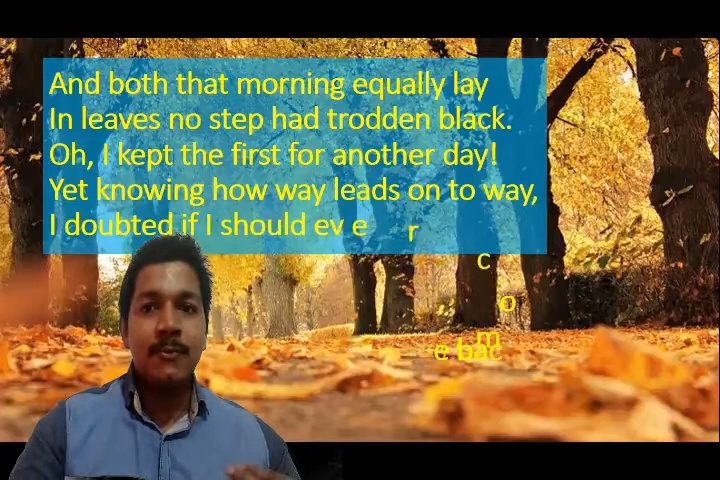 And both that morning equally lay
In leaves no step had trodden black.
Oh, I kept the first for another day!
Yet knowing how way leads on to way,
I doubted if I should ev e r c o m e bac